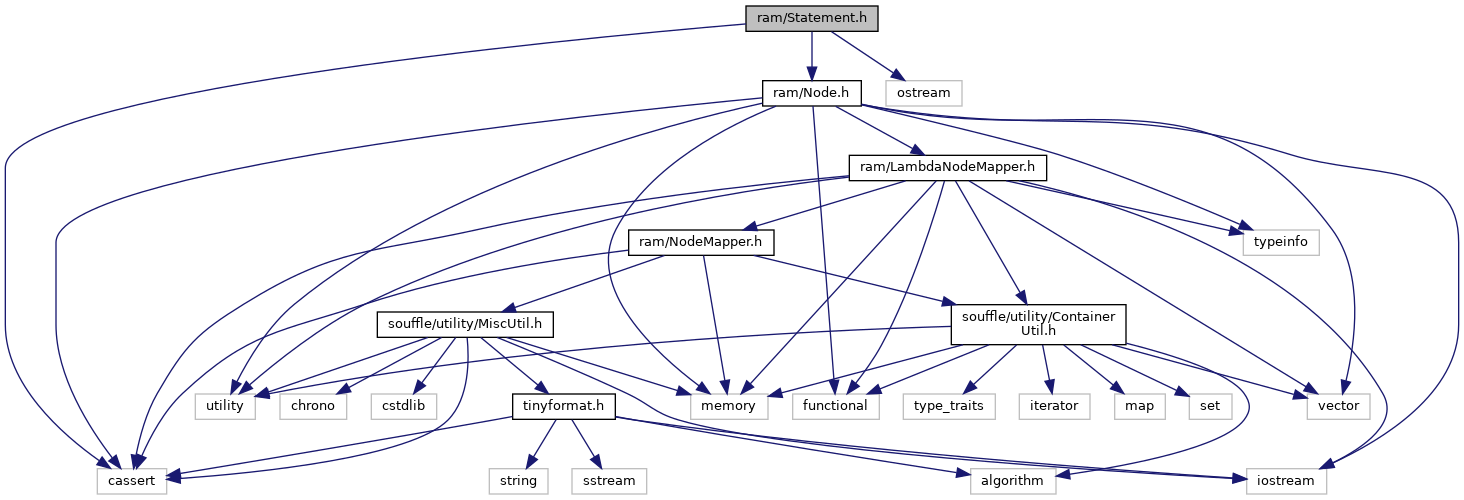 ram/Statement.h
ram/Node.h
ostream
ram/LambdaNodeMapper.h
ram/NodeMapper.h
typeinfo
souffle/utility/MiscUtil.h
souffle/utility/Container
Util.h
utility
chrono
cstdlib
tinyformat.h
memory
functional
type_traits
iterator
map
set
vector
cassert
string
sstream
algorithm
iostream